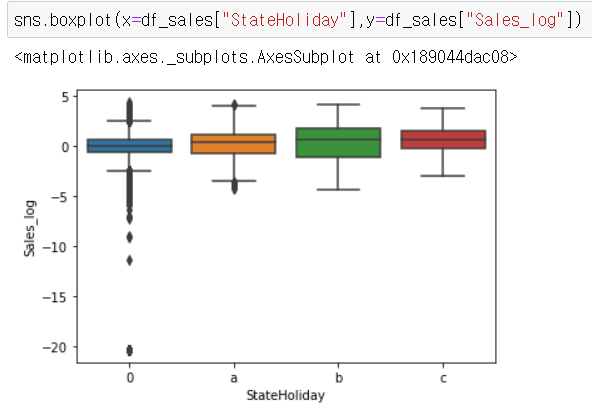 sns.boxplot(x=df_sales["StateHoliday"],y=df_sales["Sales_log"])
<matplotlib.axes._subplots.AxesSubplot at 0x189044dac08>
5
0
−5
−10
−15
−20
Sales_log
0 a b c
StateHoliday